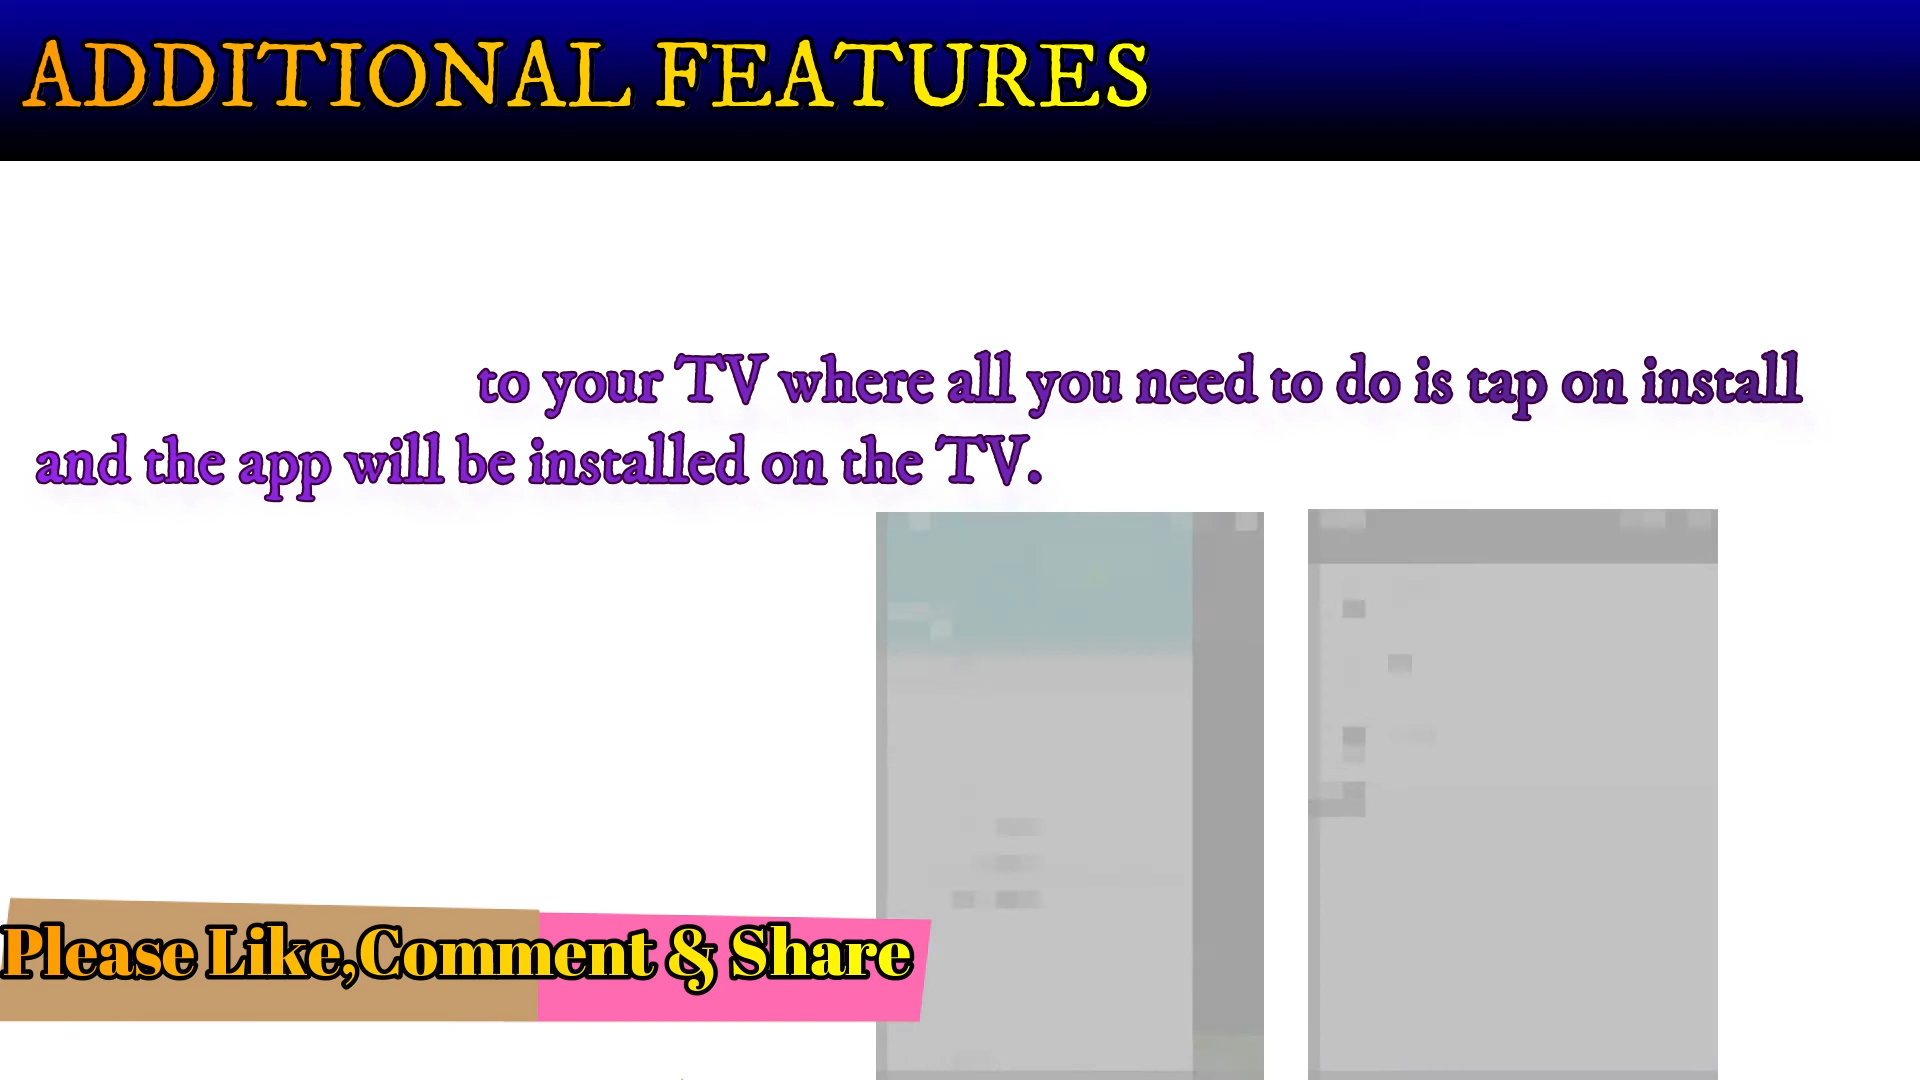 ADDITIONAL FEATURES
to your TV where all you need to do is tap on install
and the app will be installed on the TV.
Please Like,Comment & Share